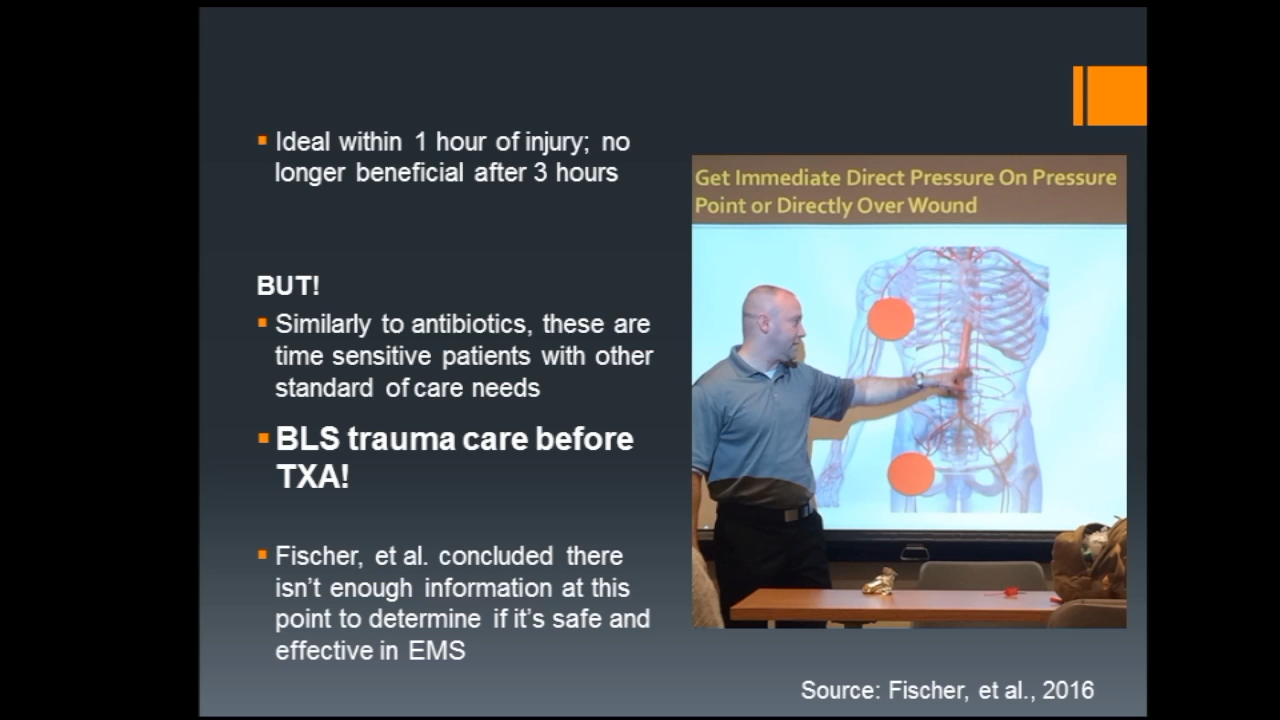 Ideal within 1 hour of injury; no
longer beneficial after 3 hours
BUT!
Similarly to antibiotics, these are
time sensitive patients with other
standard of care needs
BLS trauma care before
TXA!
Fischer, et al. concluded there
isn't enough information at this
point to determine if it's safe and
effective in EMS
Get Immediate Direct Pressure On Pressure
Point or Directly Over Wound
Source: Fischer, et al., 2016